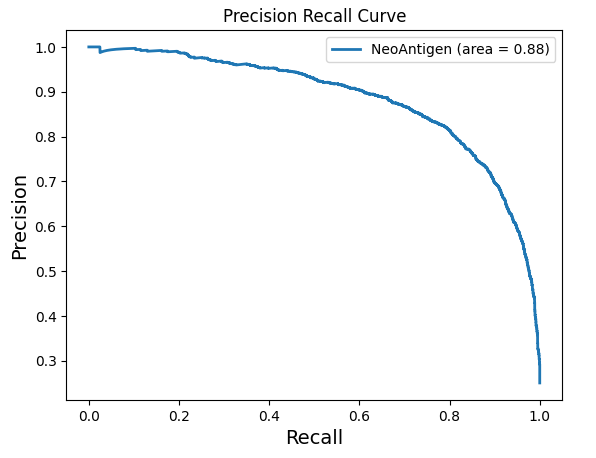 Precision Recall Curve
NeoAntigen (area = 0.88)
1.0
0.9
0.8
0.7
0.6
0.5
0.4
0.3
Precision
0.0 0.2 0.4 0.6 0.8 1.0
Recall